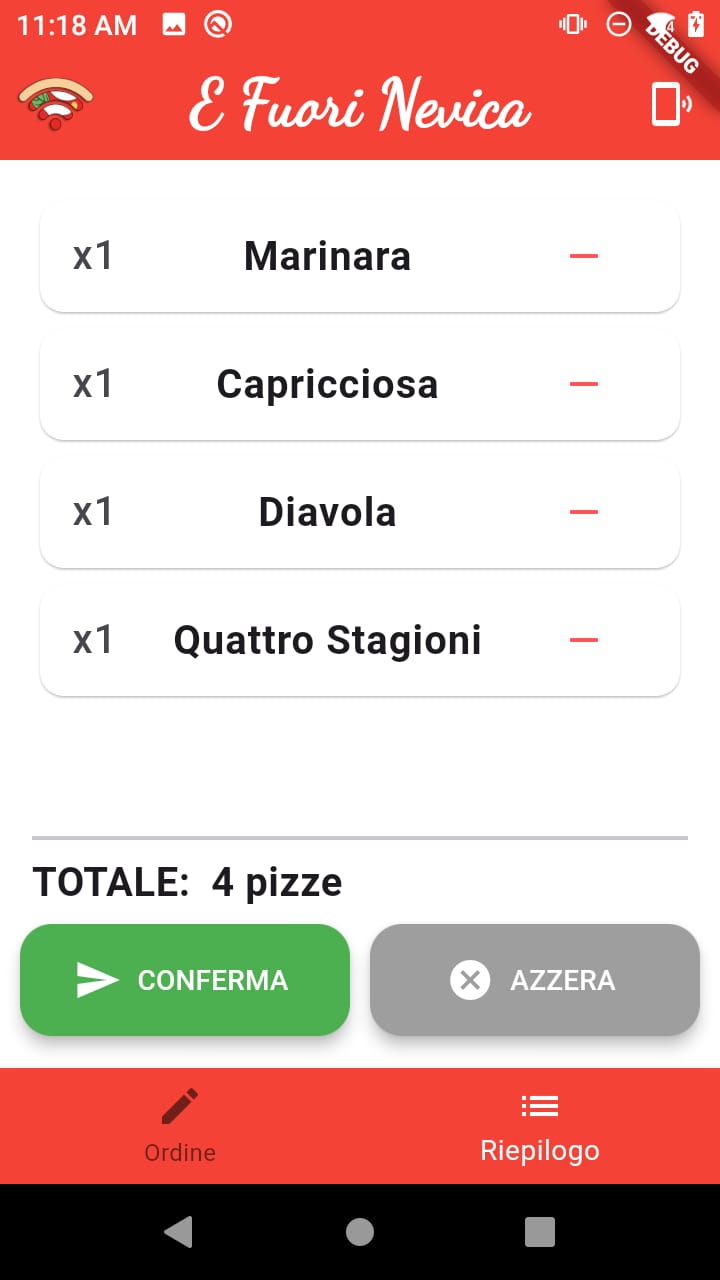 11:18 AM
DEBUG
E Fuori Nevica
x1 Marinara
x1 Capricciosa
x1 Diavola
x1 Quattro Stagioni
TOTALE: 4 pizze
CONFERMA
AZZERA
Ordine
Riepilogo